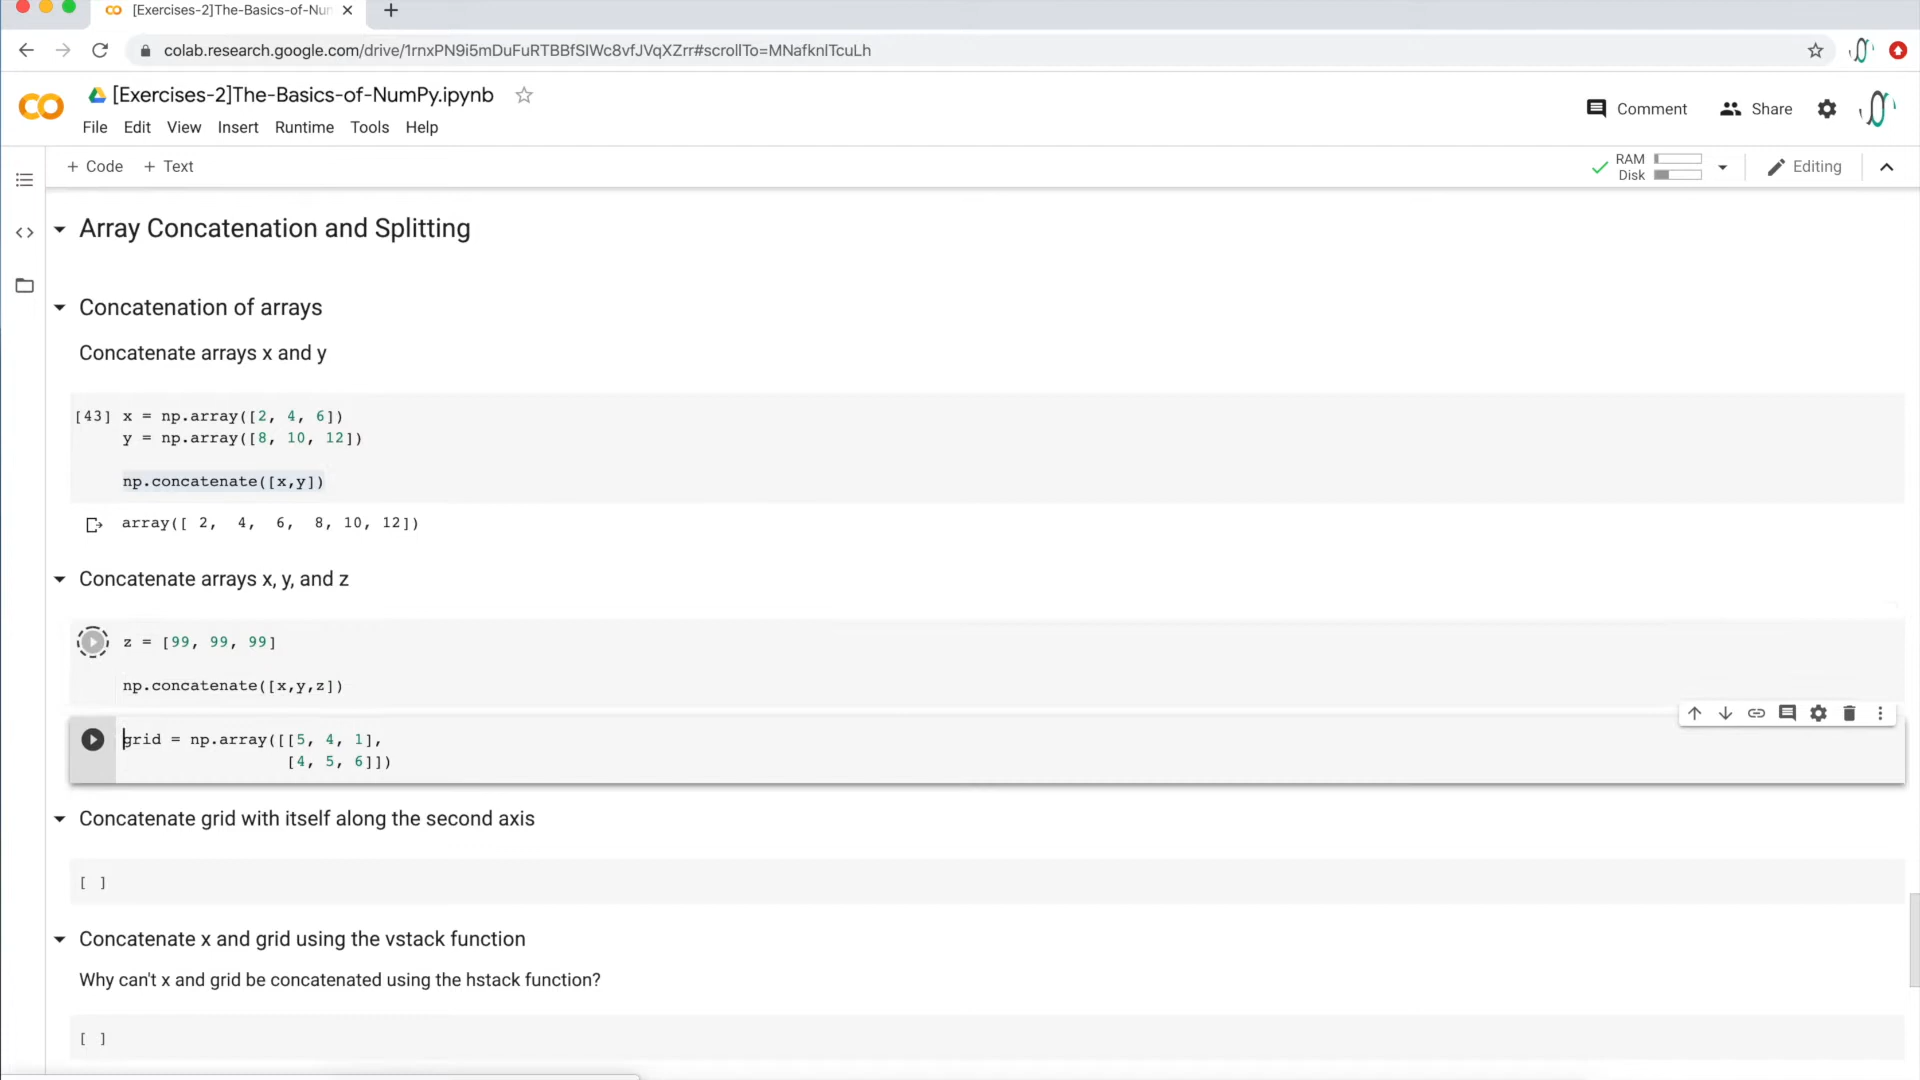 [Exercises-2]The-Basics-of-Nun
colab.research.google.com/drive/1rnxPN9i5mDuFuRTBBfSlWc8vfJVqXZrr#scrollTo=MNafknlTcuLh
[Exercises-2]The-Basics-of-NumPy.ipynb
Comment Share
File Edit View Insert Runtime Tools Help
+ Code + Text
RAM
Disk
Editing
Array Concatenation and Splitting
Concatenation of arrays
Concatenate arrays x and y
[43] x = np.array([2, 4, 6])
y = np.array([8, 10, 12])
np.concatenate([x,y])
array([ 2,  4,  6,  8, 10, 12])
Concatenate arrays x, y, and z
z = [99, 99, 99]
np.concatenate([x,y,z])
grid = np.array([[5, 4, 1],
[4, 5, 6]])
Concatenate grid with itself along the second axis
[ ]
Concatenate x and grid using the vstack function
Why can't x and grid be concatenated using the hstack function?
[ ]